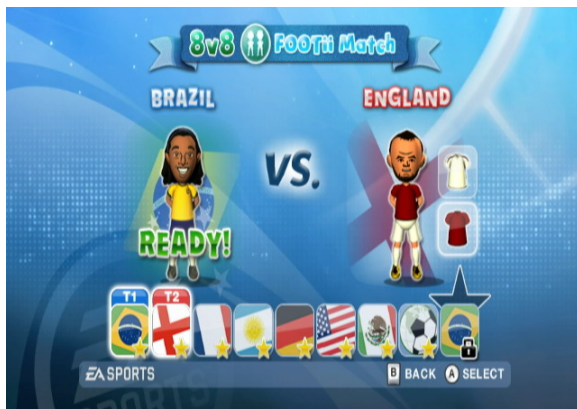 8v8 FOOTii Match
BRAZIL
ENGLAND
VS.
READY!
T1 T2
EA SPORTS
B BACK A SELECT